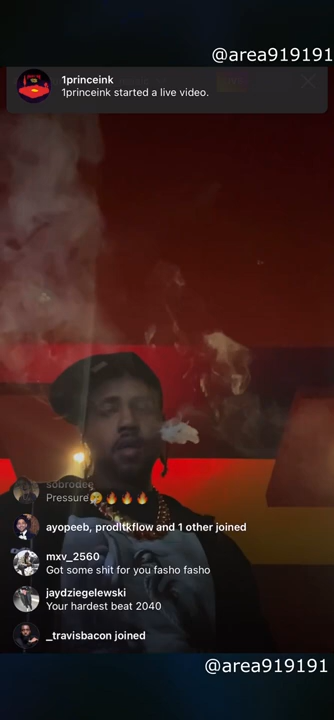 @area919191
1princeink
1princeink started a live video.
sobrodee
Pressure🥵🔥🔥🔥
ayopeeb, prodltkflow and 1 other joined
mxv_2560
Got some shit for you fasho fasho
jaydziegelewski
Your hardest beat 2040
_travisbacon joined
@area919191